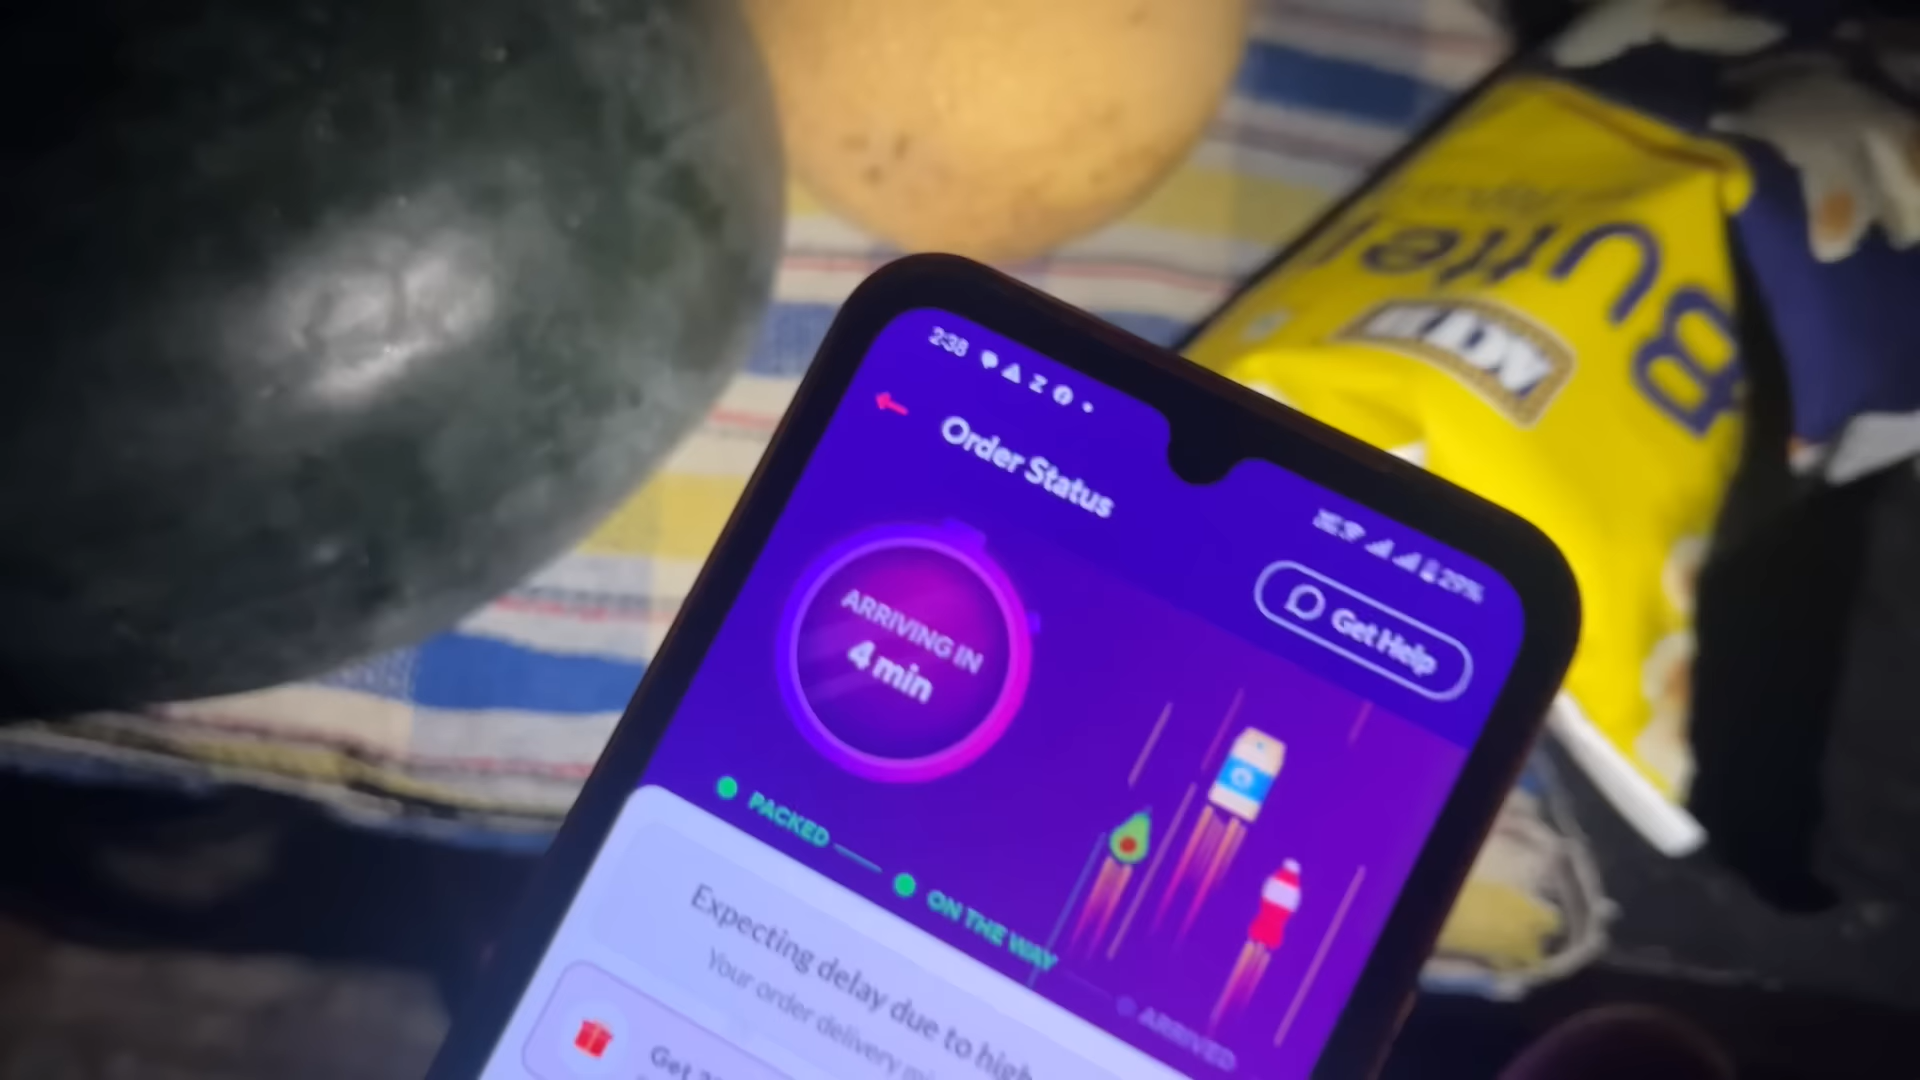 Butter
ACT II
2:38
29%
Order Status
Get Help
ARRIVING IN
4 min
PACKED
ON THE WAY
ARRIVED
Expecting delay due to high
Your order delivery
Get